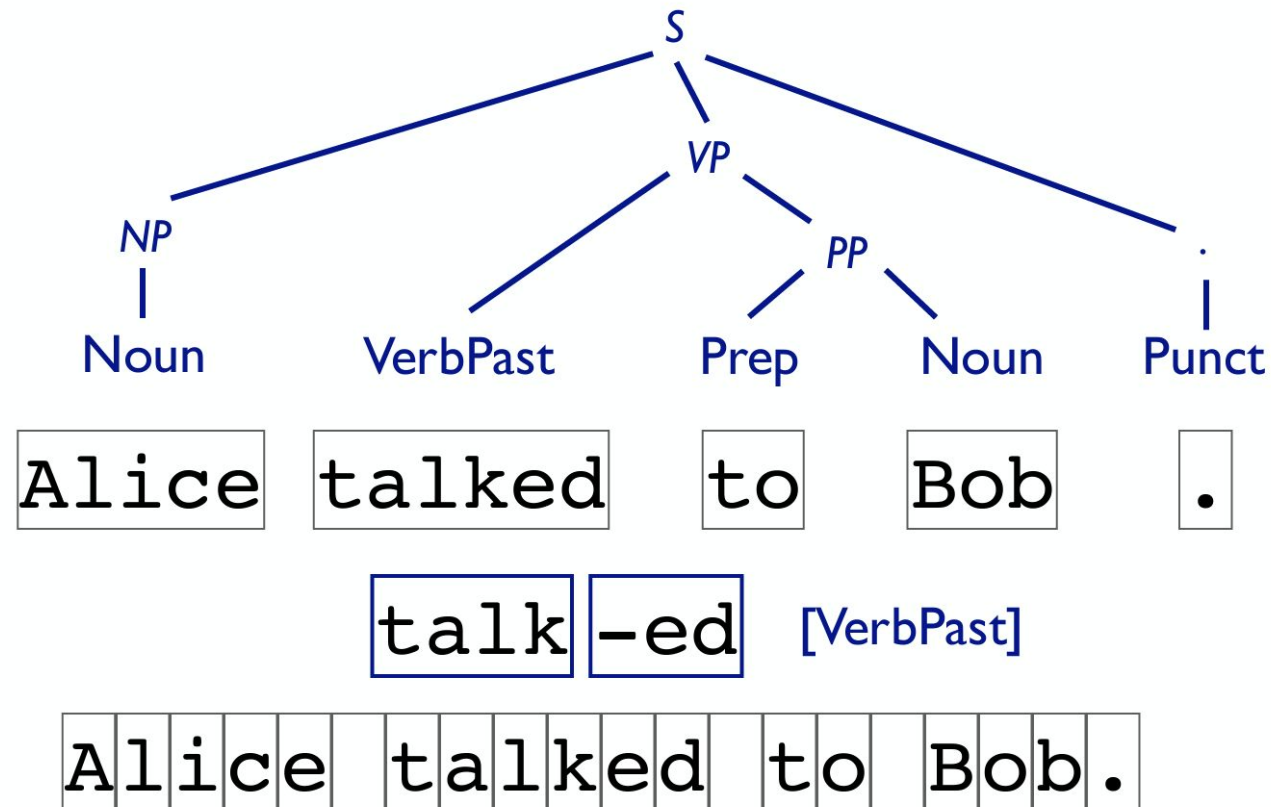 S
VP
NP
PP
.
Noun VerbPast Prep Noun Punct
Alice talked to Bob .
talk -ed [VerbPast]
Alice talked to Bob.